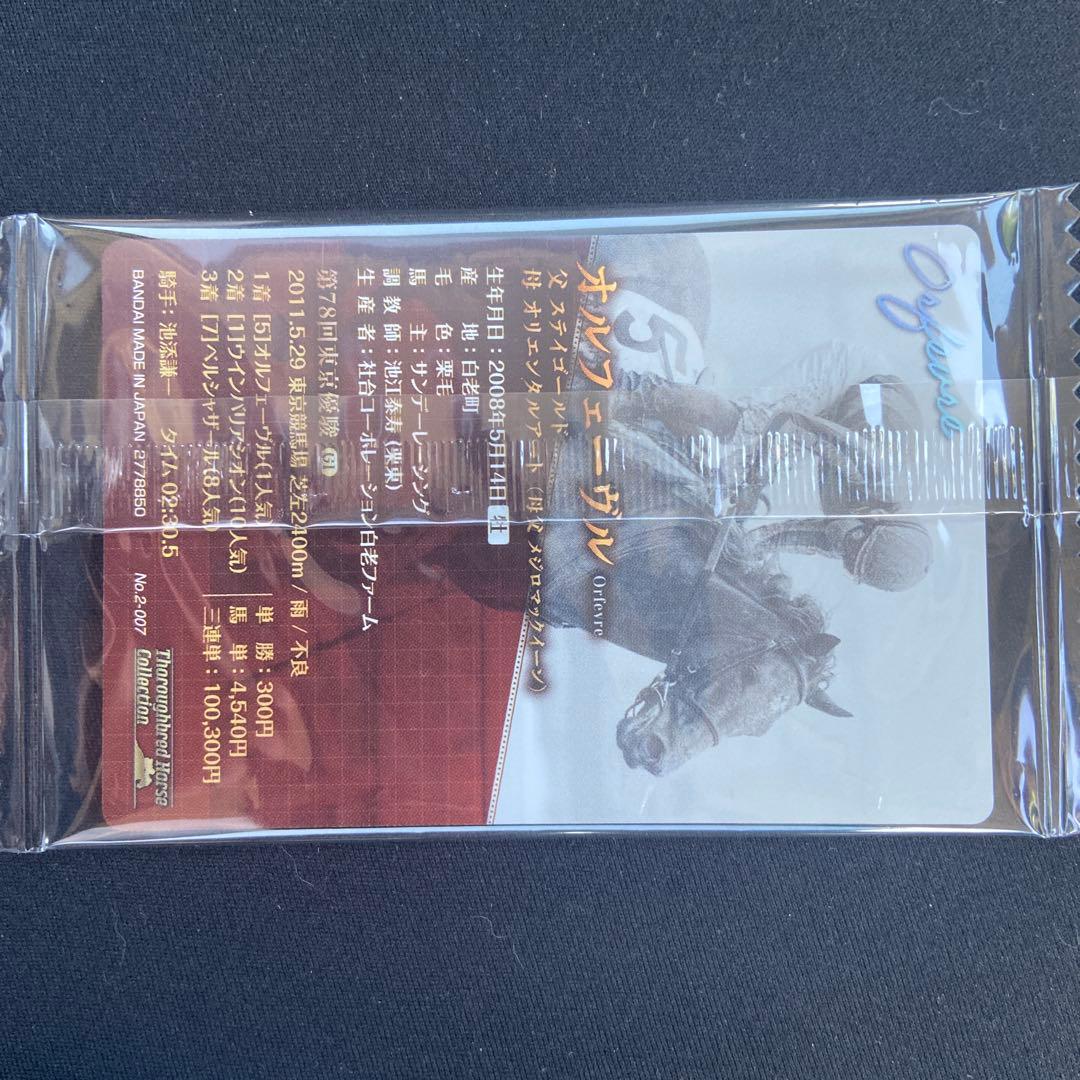 Orfevre
オルフェーヴル Orfevre
父 ステイゴールド
母 オリエンタルアート（母父 メジロマックイーン）
生年月日：2008年5月14日 牡
産地：白老町
毛色：栗毛
馬主：サンデーレーシング
調教師：池江泰寿（栗東）
生産者：社台コーポレーション白老ファーム
第78回東京優駿 GI
2011.5.29 東京競馬場 芝左2400m / 雨 / 不良
1着 [5]オルフェーヴル(1人気) 単勝：300円
2着 [1]ウインバリアシオン(10人気) 馬単：4,540円
3着 [7]ベルシャザール(8人気) 三連単：100,300円
騎手：池添謙一 タイム 02:30.5
BANDAI MADE IN JAPAN 2778850 No.2-007
Thoroughbred Horse
Collection
5